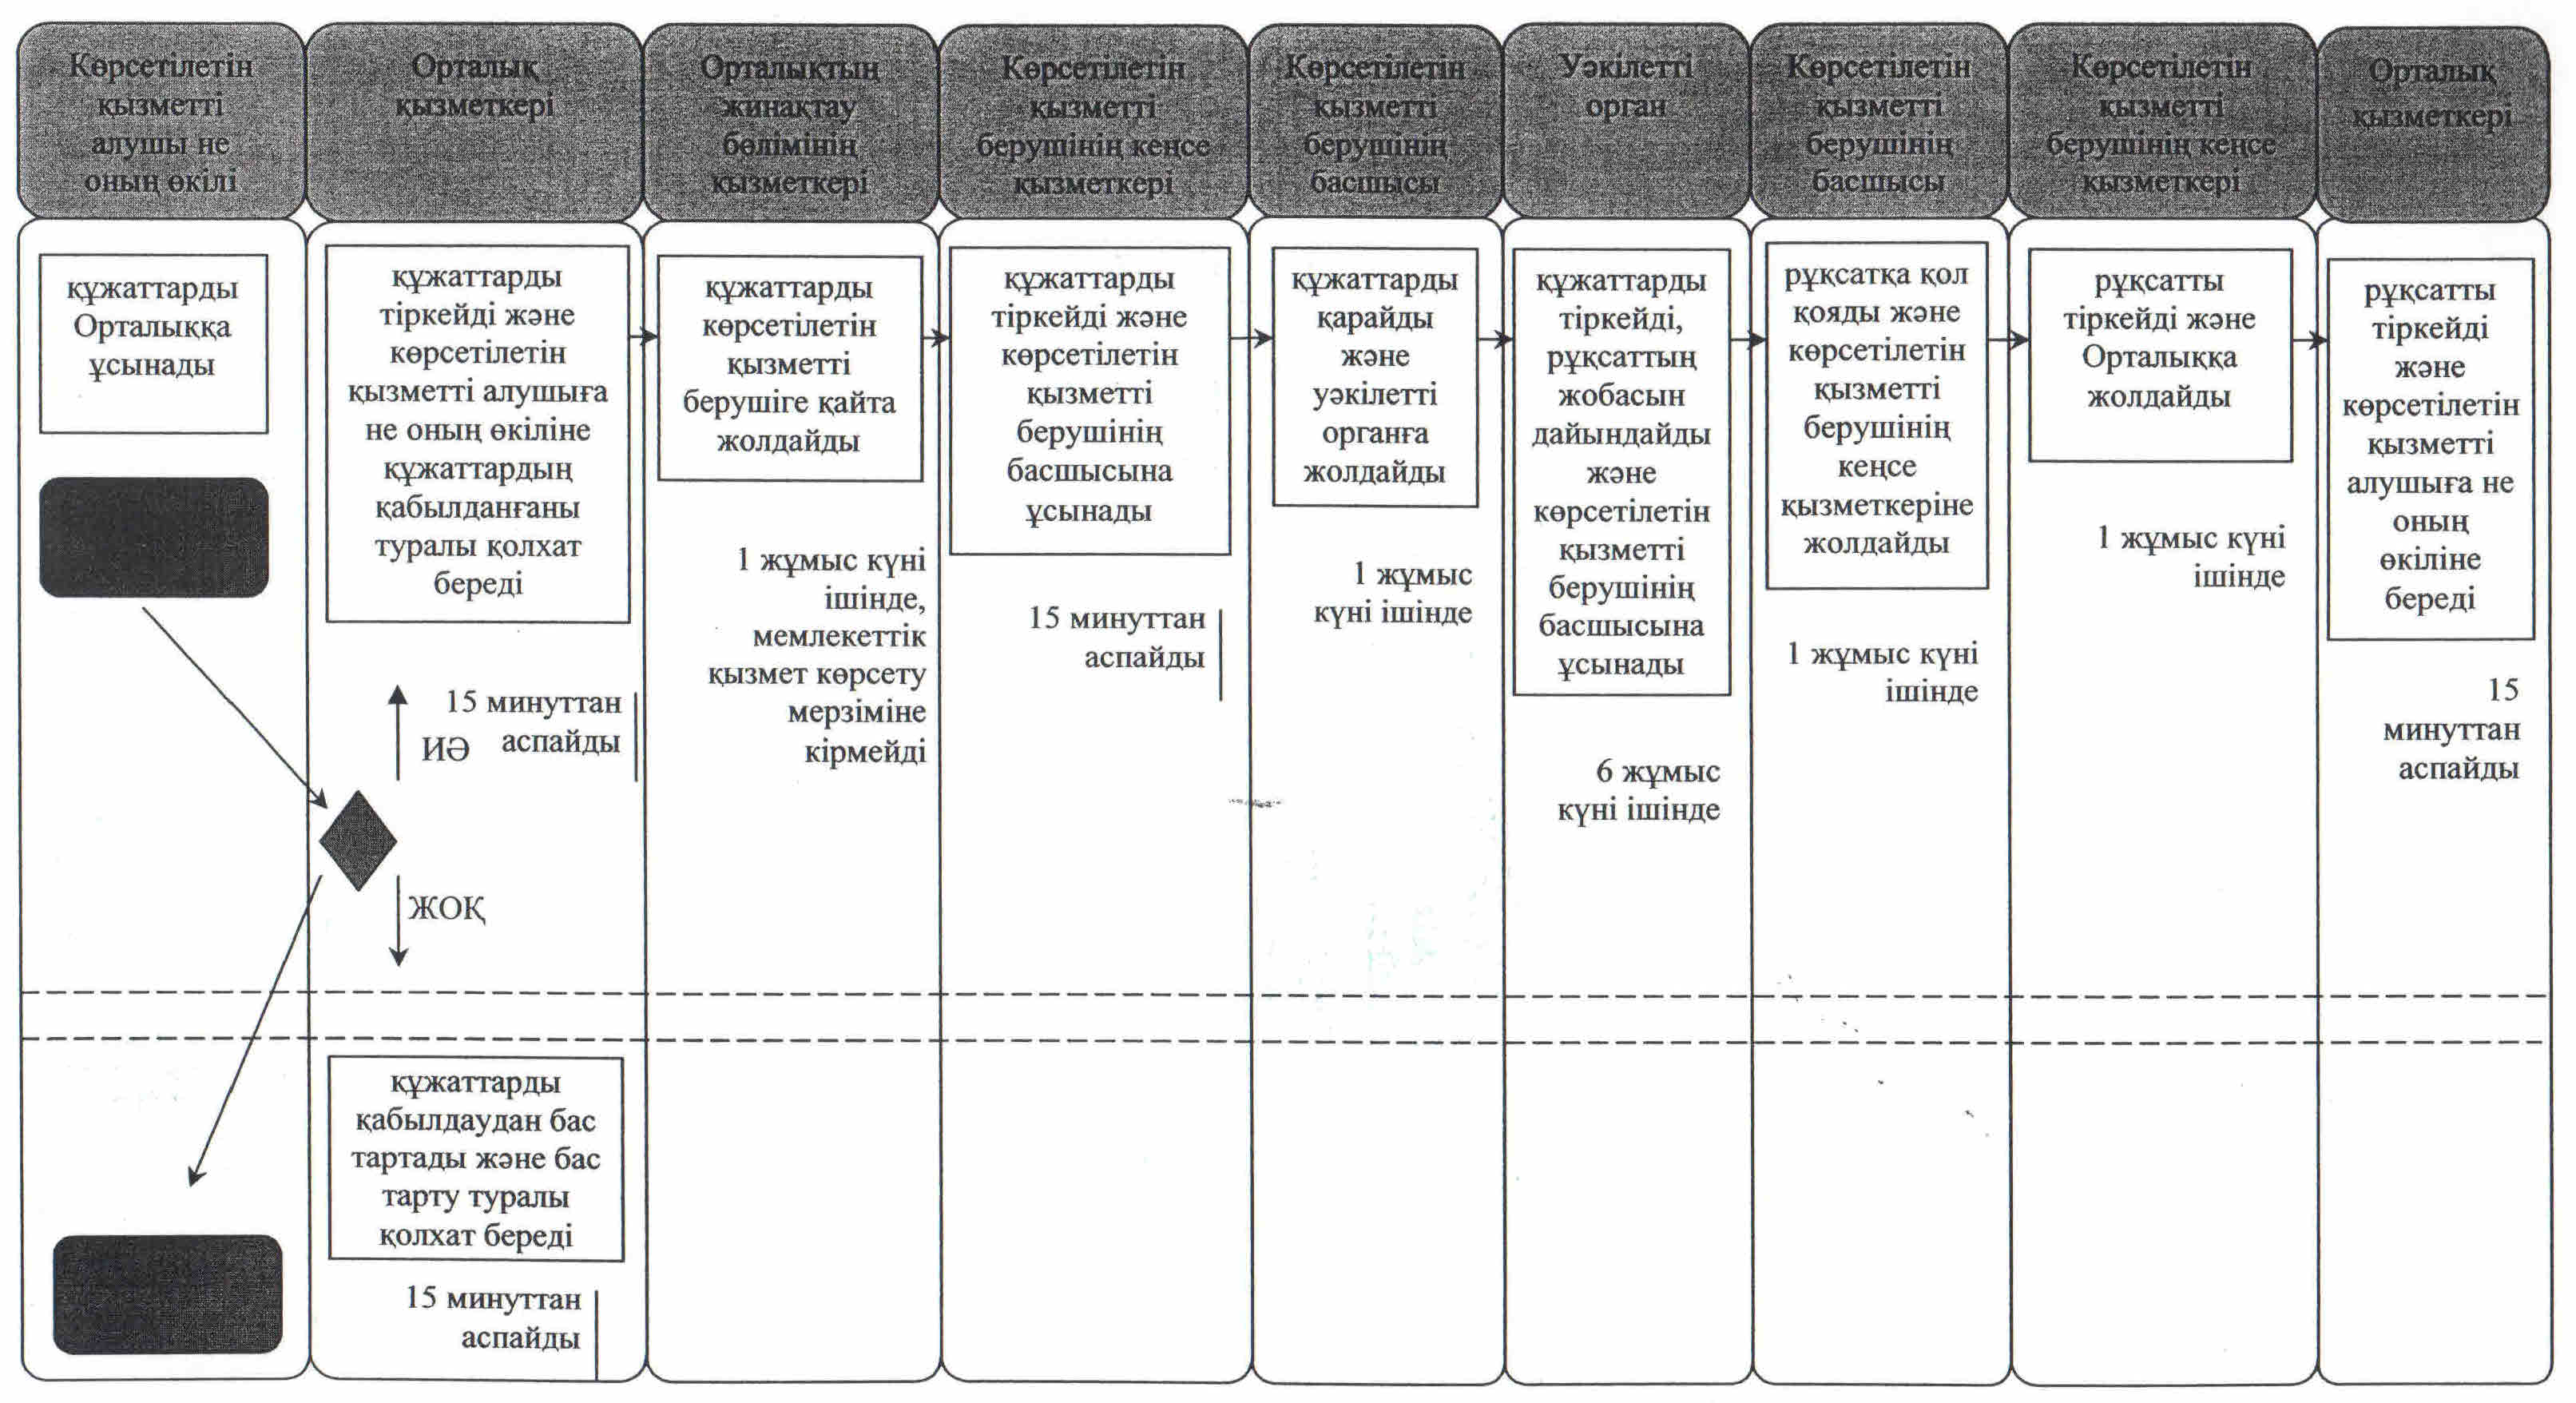 Көрсетілетін
қызметті
алушы не
оның өкілі
Орталық
қызметкері
Орталықтың
жинақтау
бөлімінің
қызметкері
Көрсетілетін
қызметті
берушінің кеңсе
қызметкері
Көрсетілетін
қызметті
берушінің
басшысы
Уәкілетті
орган
Көрсетілетін
қызметті
берушінің
басшысы
Көрсетілетін
қызметті
берушінің кеңсе
қызметкері
Орталық
қызметкері
құжаттарды
Орталыққа
ұсынады
құжаттарды
тіркейді және
көрсетілетін
қызметті алушыға
не оның өкіліне
құжаттардың
қабылданғаны
туралы қолхат
береді
15 минуттан
аспайды
ИӘ
ЖОҚ
құжаттарды
қабылдаудан бас
тартады және бас
тарту туралы
қолхат береді
15 минуттан
аспайды
құжаттарды
көрсетілетін
қызметті
берушіге қайта
жолдайды
1 жұмыс күні
ішінде,
мемлекеттік
қызмет көрсету
мерзіміне
кірмейді
құжаттарды
тіркейді және
көрсетілетін
қызметті
берушінің
басшысына
ұсынады
15 минуттан
аспайды
құжаттарды
қарайды
және
уәкілетті
органға
жолдайды
1 жұмыс
күні ішінде
құжаттарды
тіркейді,
рұқсаттың
жобасын
дайындайды
және
көрсетілетін
қызметті
берушінің
басшысына
ұсынады
6 жұмыс
күні ішінде
рұқсатқа қол
қояды және
көрсетілетін
қызметті
берушінің
кеңсе
қызметкеріне
жолдайды
1 жұмыс күні
ішінде
рұқсатты
тіркейді және
Орталыққа
жолдайды
1 жұмыс күні
ішінде
рұқсатты
тіркейді
және
көрсетілетін
қызметті
алушыға не
оның
өкіліне
береді
15
минуттан
аспайды